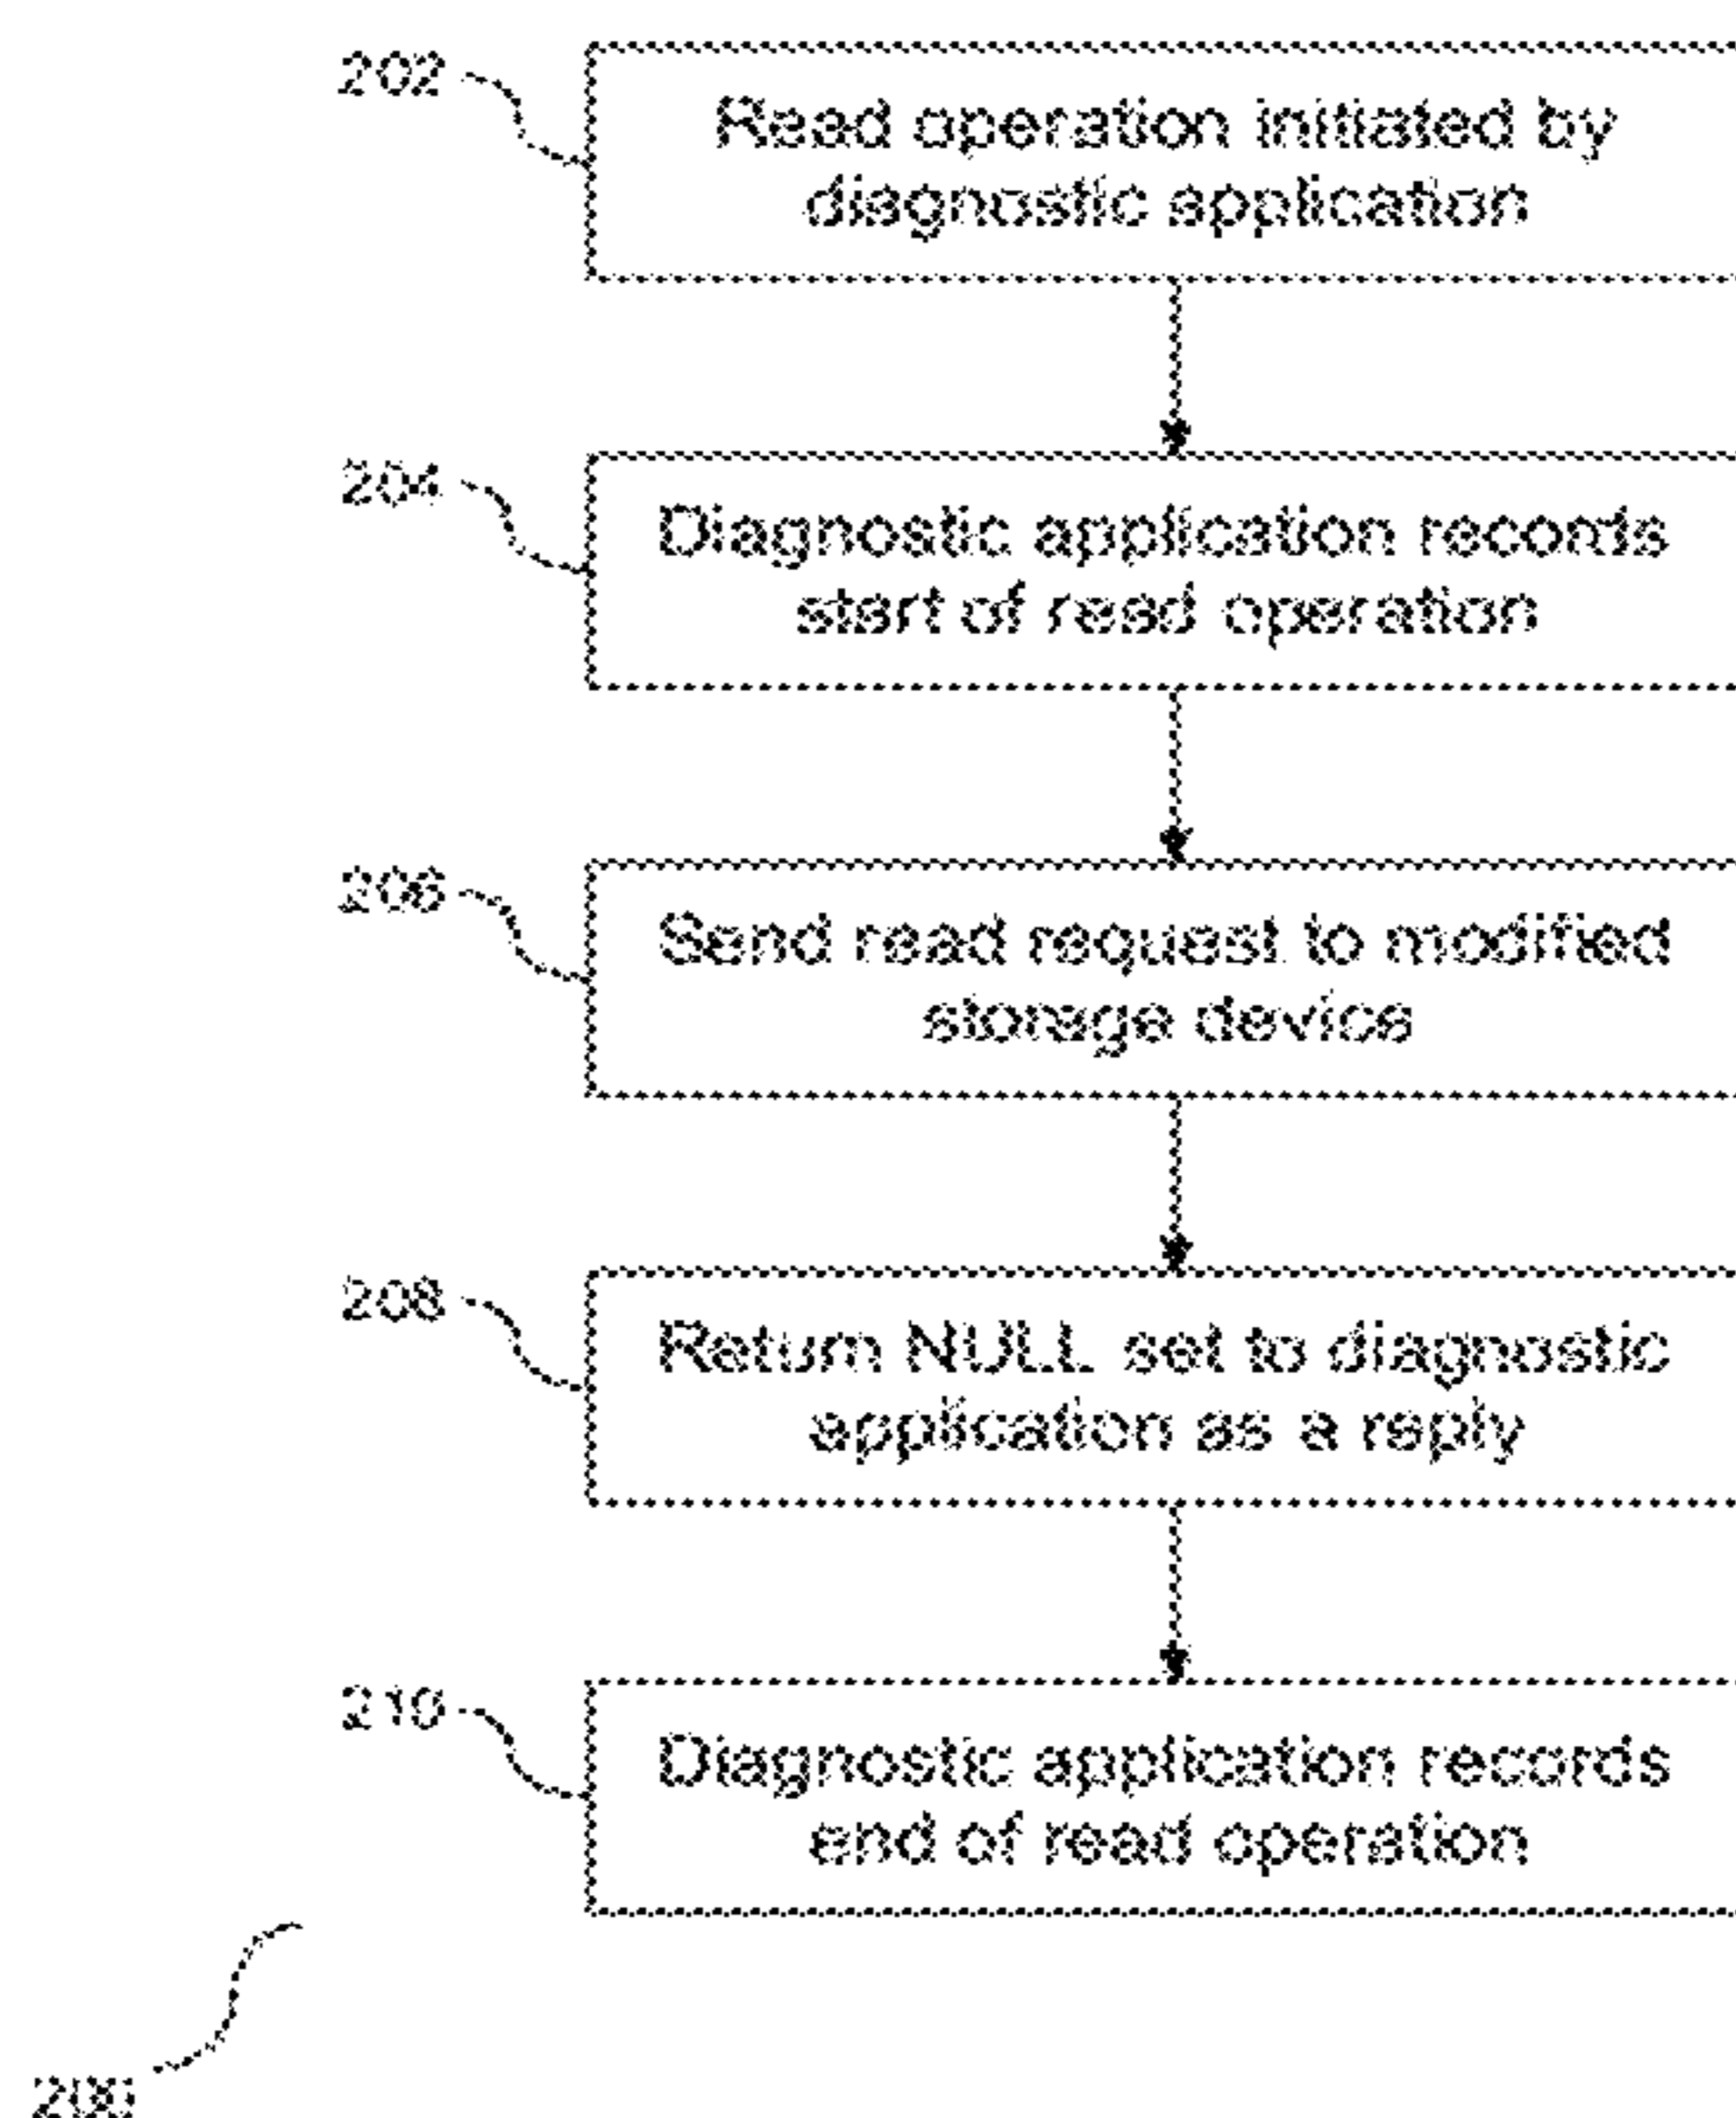 202
Read operation initiated by
diagnostic application
204
Diagnostic application records
start of read operation
206
Send read request to modified
storage device
208
Return NULL set to diagnostic
application as a reply
210
Diagnostic application records
end of read operation
200